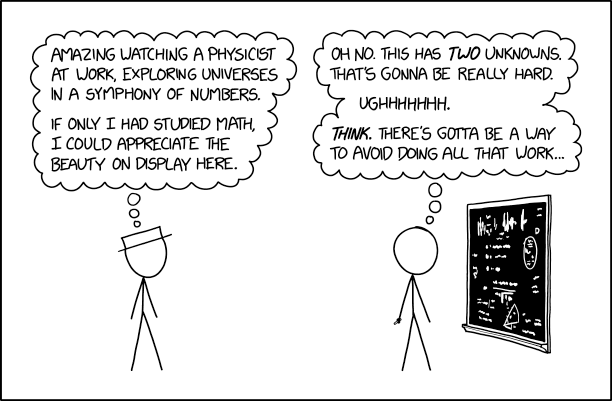 AMAZING WATCHING A PHYSICIST
AT WORK, EXPLORING UNIVERSES
IN A SYMPHONY OF NUMBERS.
IF ONLY I HAD STUDIED MATH,
I COULD APPRECIATE THE
BEAUTY ON DISPLAY HERE.
OH NO. THIS HAS TWO UNKNOWNS.
THAT'S GONNA BE REALLY HARD.
UGHHHHHHH.
THINK. THERE'S GOTTA BE A WAY
TO AVOID DOING ALL THAT WORK...